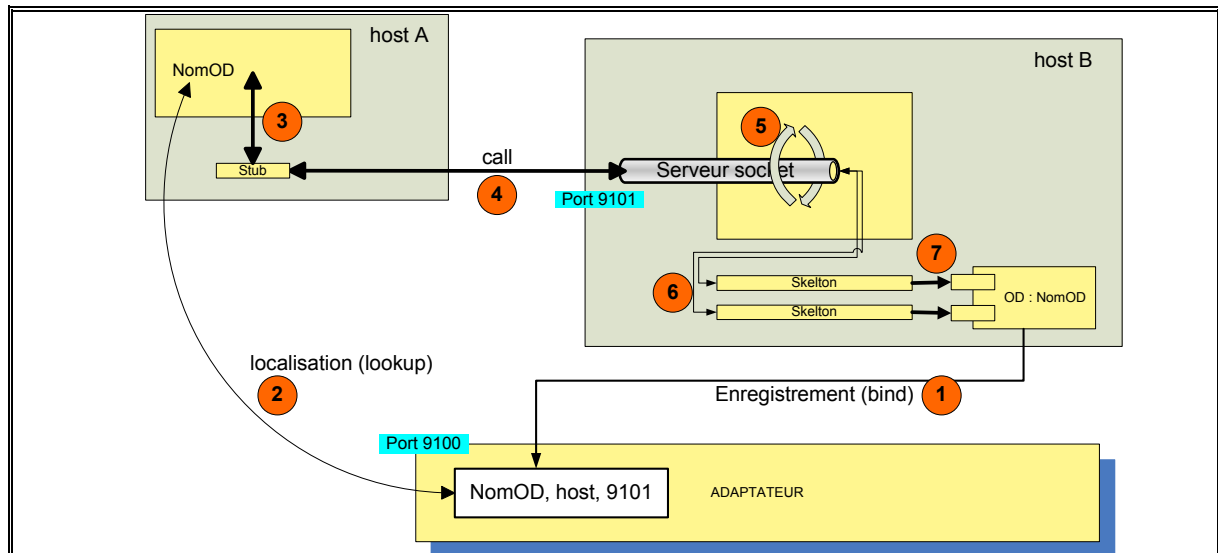 host A
host B
NomOD
3
5
Stub
call
Serveur socket
4
Port 9101
7
Skelton
6
OD : NomOD
Skelton
localisation (lookup)
2
Enregistrement (bind)
1
Port 9100
NomOD, host, 9101
ADAPTATEUR